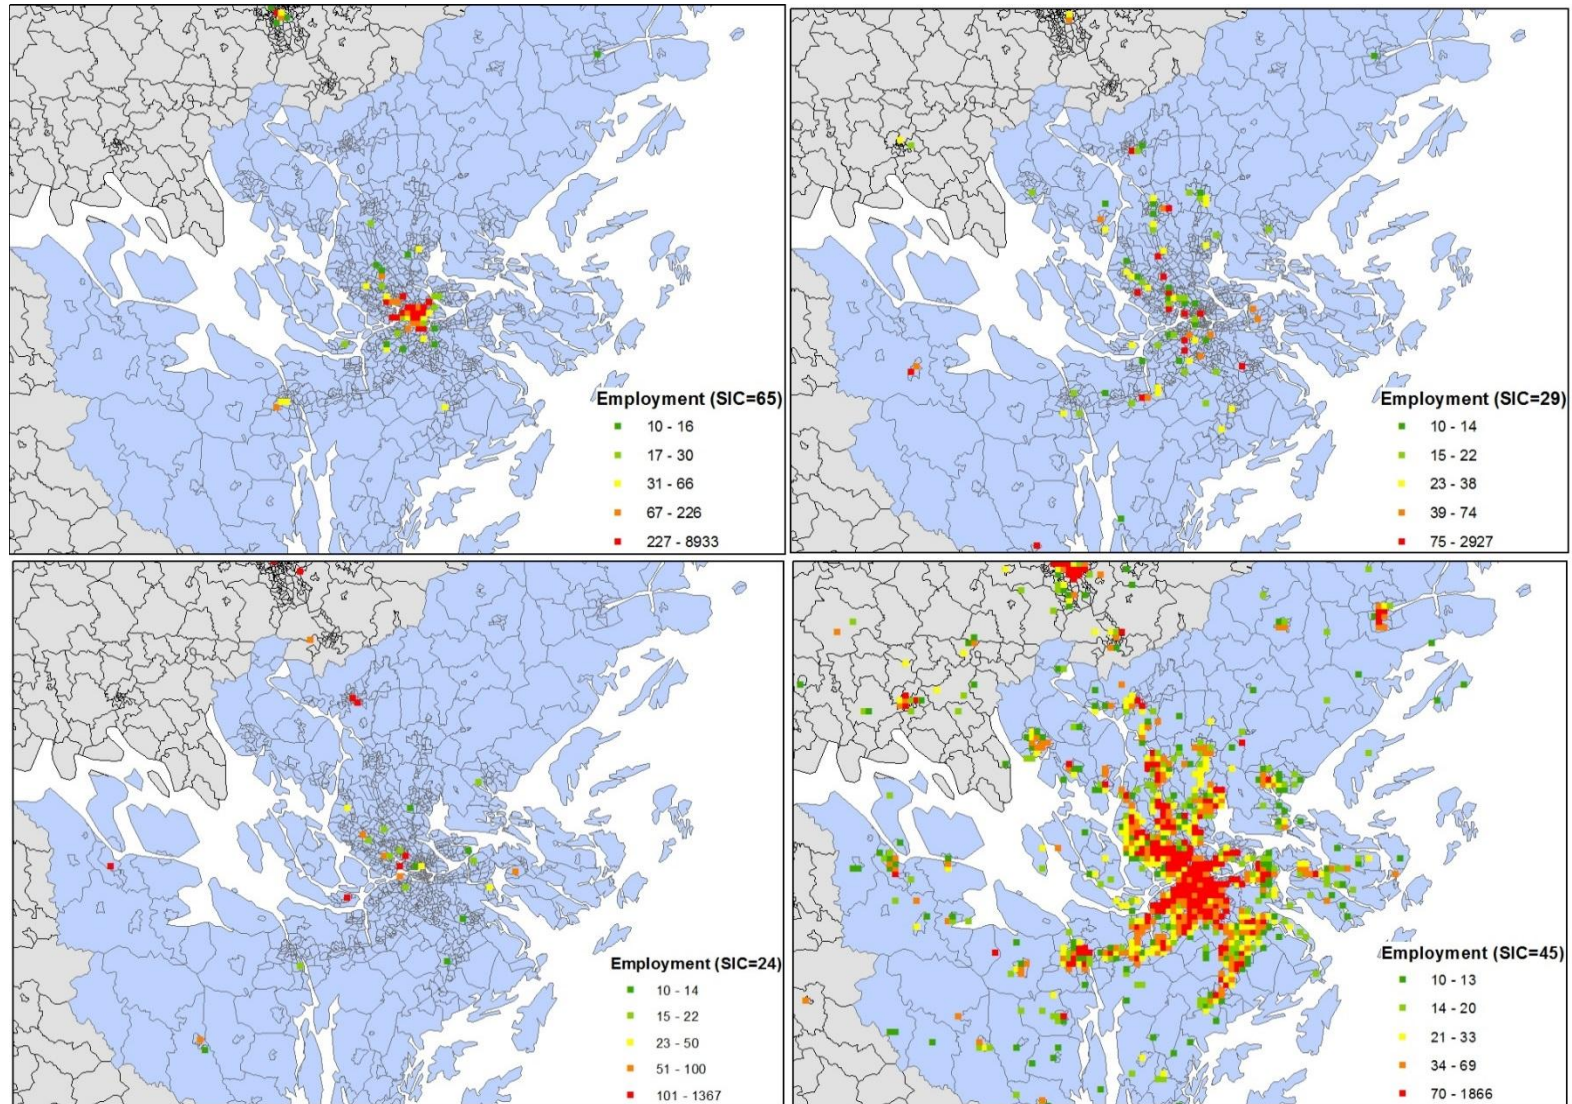 Employment (SIC=65)
10 - 16
17 - 30
31 - 66
67 - 226
227 - 8933
Employment (SIC=29)
10 - 14
15 - 22
23 - 38
39 - 74
75 - 2927
Employment (SIC=24)
10 - 14
15 - 22
23 - 50
51 - 100
101 - 1367
Employment (SIC=45)
10 - 13
14 - 20
21 - 33
34 - 69
70 - 1866